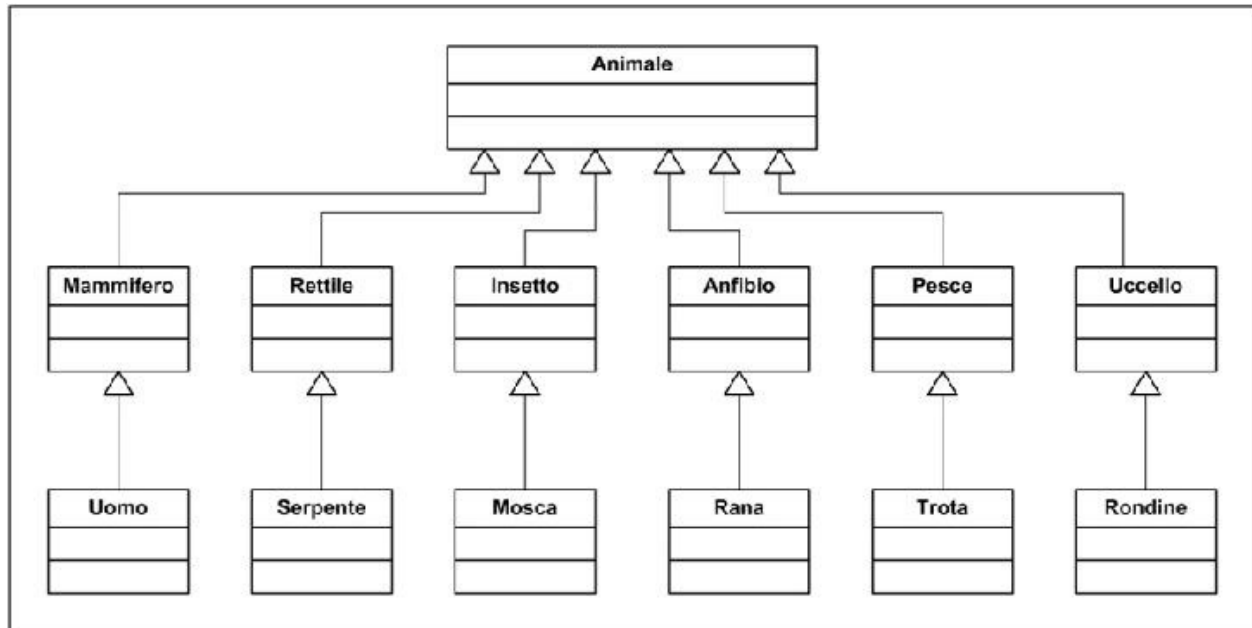 Animale
Mammifero Rettile Insetto Anfibio Pesce Uccello
Uomo Serpente Mosca Rana Trota Rondine